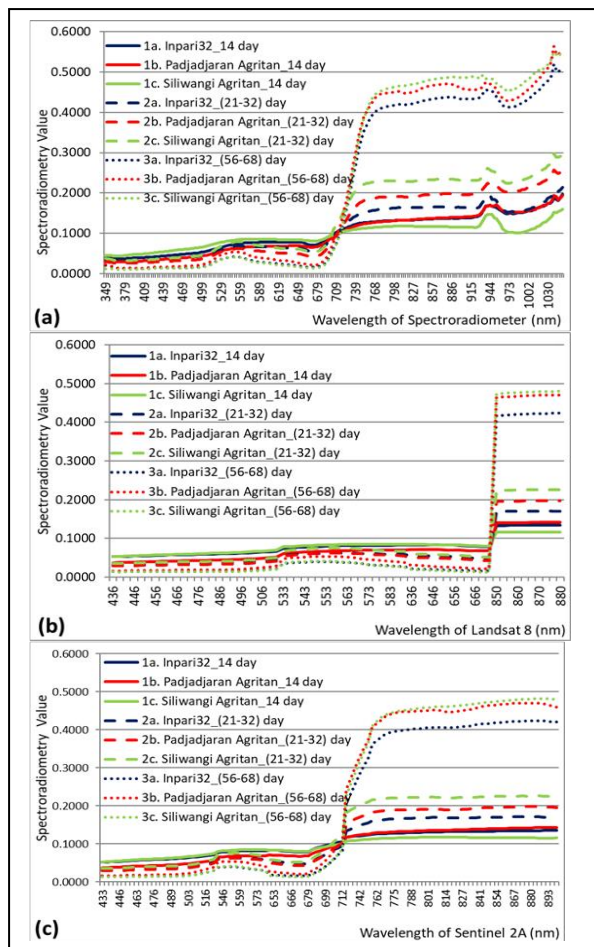 0.6000
0.5000
0.4000
0.3000
0.2000
0.1000
0.0000
Spectroradiometry Value
1a. Inpari32_14 day
1b. Padjadjaran Agritan_14 day
1c. Siliwangi Agritan_14 day
2a. Inpari32_(21-32) day
2b. Padjadjaran Agritan_(21-32) day
2c. Siliwangi Agritan_(21-32) day
3a. Inpari32_(56-68) day
3b. Padjadjaran Agritan_(56-68) day
3c. Siliwangi Agritan_(56-68) day
349 379 409 439 469 499 529 559 589 619 649 679 709 739 768 798 827 857 886 915 944 973 1002 1030
(a)
Wavelength of Spectroradiometer (nm)
0.6000
0.5000
0.4000
0.3000
0.2000
0.1000
0.0000
Spectroradiometry Value
1a. Inpari32_14 day
1b. Padjadjaran Agritan_14 day
1c. Siliwangi Agritan_14 day
2a. Inpari32_(21-32) day
2b. Padjadjaran Agritan_(21-32) day
2c. Siliwangi Agritan_(21-32) day
3a. Inpari32_(56-68) day
3b. Padjadjaran Agritan_(56-68) day
3c. Siliwangi Agritan_(56-68) day
436 446 456 466 476 486 496 506 533 543 553 563 573 583 636 646 656 666 850 860 870 880
(b)
Wavelength of Landsat 8 (nm)
0.6000
0.5000
0.4000
0.3000
0.2000
0.1000
0.0000
Spectroradiometry Value
1a. Inpari32_14 day
1b. Padjadjaran Agritan_14 day
1c. Siliwangi Agritan_14 day
2a. Inpari32_(21-32) day
2b. Padjadjaran Agritan_(21-32) day
2c. Siliwangi Agritan_(21-32) day
3a. Inpari32_(56-68) day
3b. Padjadjaran Agritan_(56-68) day
3c. Siliwangi Agritan_(56-68) day
433 446 456 463 476 489 503 516 546 559 573 653 666 679 699 712 762 775 788 801 814 827 841 854 867 880 893
(c)
Wavelength of Sentinel 2A (nm)